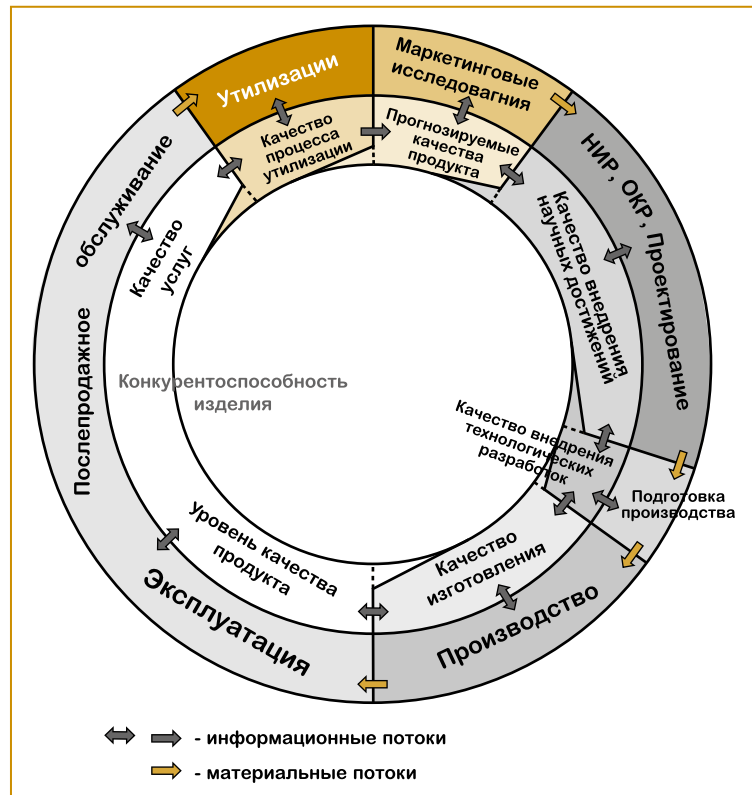 Утилизации
Маркетинговые
исследовагния
НИР, ОКР, Проектирование
Подготовка
производства
Производство
Эксплуатация
Послепродажное
обслуживание
Качество
процесса
утилизации
Прогнозируемые
качества
продукта
Качество внедрения
научных достижений
Качество внедрения
технологических
разработок
Качество
изготовления
Уровень качества
продукта
Качество
услуг
Конкурентоспособность
изделия
- информационные потоки
- материальные потоки